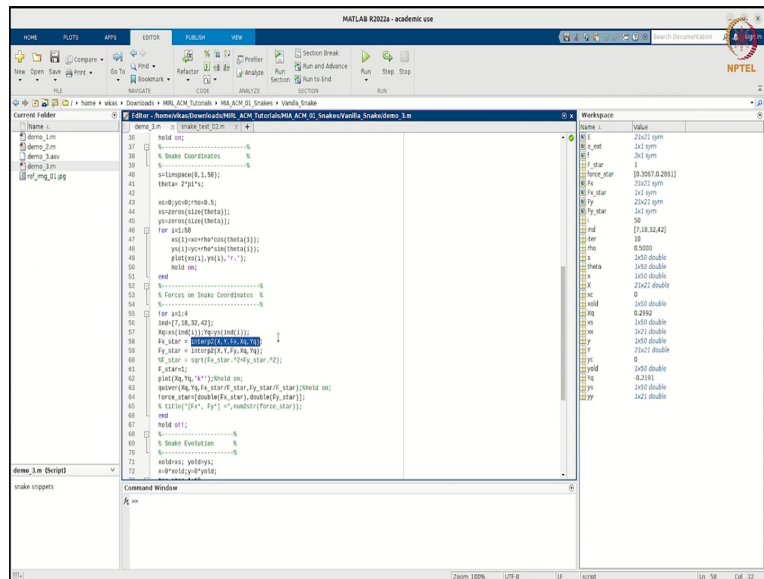 MATLAB R2022a - academic use
HOME PLOTS APPS EDITOR PUBLISH VIEW
Search Documentation
Sign In
NPTEL
New Open Save
Compare
Print
Go To
Find
Bookmark
Refactor
Profiler
Analyze
Run Section
Section Break
Run and Advance
Run to End
Run Step Stop
FILE NAVIGATE CODE ANALYZE SECTION RUN
/ home vikas Downloads MIRL_ACM_Tutorials MIA_ACM_01_Snakes Vanilla_Snake
Current Folder
Name
demo_1.m
demo_2.m
demo_3.asv
demo_3.m
ref_img_01.jpg
demo_3.m (Script)
snake snippets
Editor - /home/vikas/Downloads/MIRL_ACM_Tutorials/MIA_ACM_01_Snakes/Vanilla_Snake/demo_3.m
demo_3.m x snake_test_02.m x +
36 hold on;
37 %-------------------------%
38 % Snake Coordinates %
39 %-------------------------%
40 s=linspace(0,1,50);
41 theta= 2*pi*s;
42
43 xc=0;yc=0;rho=0.5;
44 xs=zeros(size(theta));
45 ys=zeros(size(theta));
46 for i=1:50
47 xs(i)=xc+rho*cos(theta(i));
48 ys(i)=yc+rho*sin(theta(i));
49 plot(xs(i),ys(i),'r.');
50 hold on;
51 end
52 %----------------------------%
53 % Forces on Snake Coordinates %
54 %----------------------------%
55 for i=1:4
56 ind=[7,18,32,42];
57 Xq=xs(ind(i));Yq=ys(ind(i));
58 Fx_star = interp2(X,Y,Fx,Xq,Yq);
59 Fy_star = interp2(X,Y,Fy,Xq,Yq);
60 %F_star = sqrt(Fx_star.^2+Fy_star.^2);
61 F_star=1;
62 plot(Xq,Yq,'k*');%hold on;
63 quiver(Xq,Yq,Fx_star/F_star,Fy_star/F_star);%hold on;
64 force_star=[double(Fx_star),double(Fy_star)];
65 % title("[Fx*, Fy*] =",num2str(force_star));
66 end
67 hold off;
68 %----------------------%
69 % Snake Evolution %
70 %----------------------%
71 xold=xs; yold=ys;
72 x=0*xold;y=0*yold;
Command Window
fx >>
Workspace
Name Value
E 21x21 sym
e_ext 1x1 sym
f 2x1 sym
F_star 1
force_star [0.3067,0.2861]
Fx 21x21 sym
Fx_star 1x1 sym
Fy 21x21 sym
Fy_star 1x1 sym
i 50
ind [7,18,32,42]
iter 10
rho 0.5000
s 1x50 double
theta 1x50 double
x 1x50 double
X 21x21 double
xc 0
xold 1x50 double
Xq 0.2992
xs 1x50 double
xx 1x21 double
y 1x50 double
Y 21x21 double
yc 0
yold 1x50 double
Yq -0.2191
ys 1x50 double
yy 1x21 double
Zoom: 100% UTF-8 LF script Ln 58 Col 32